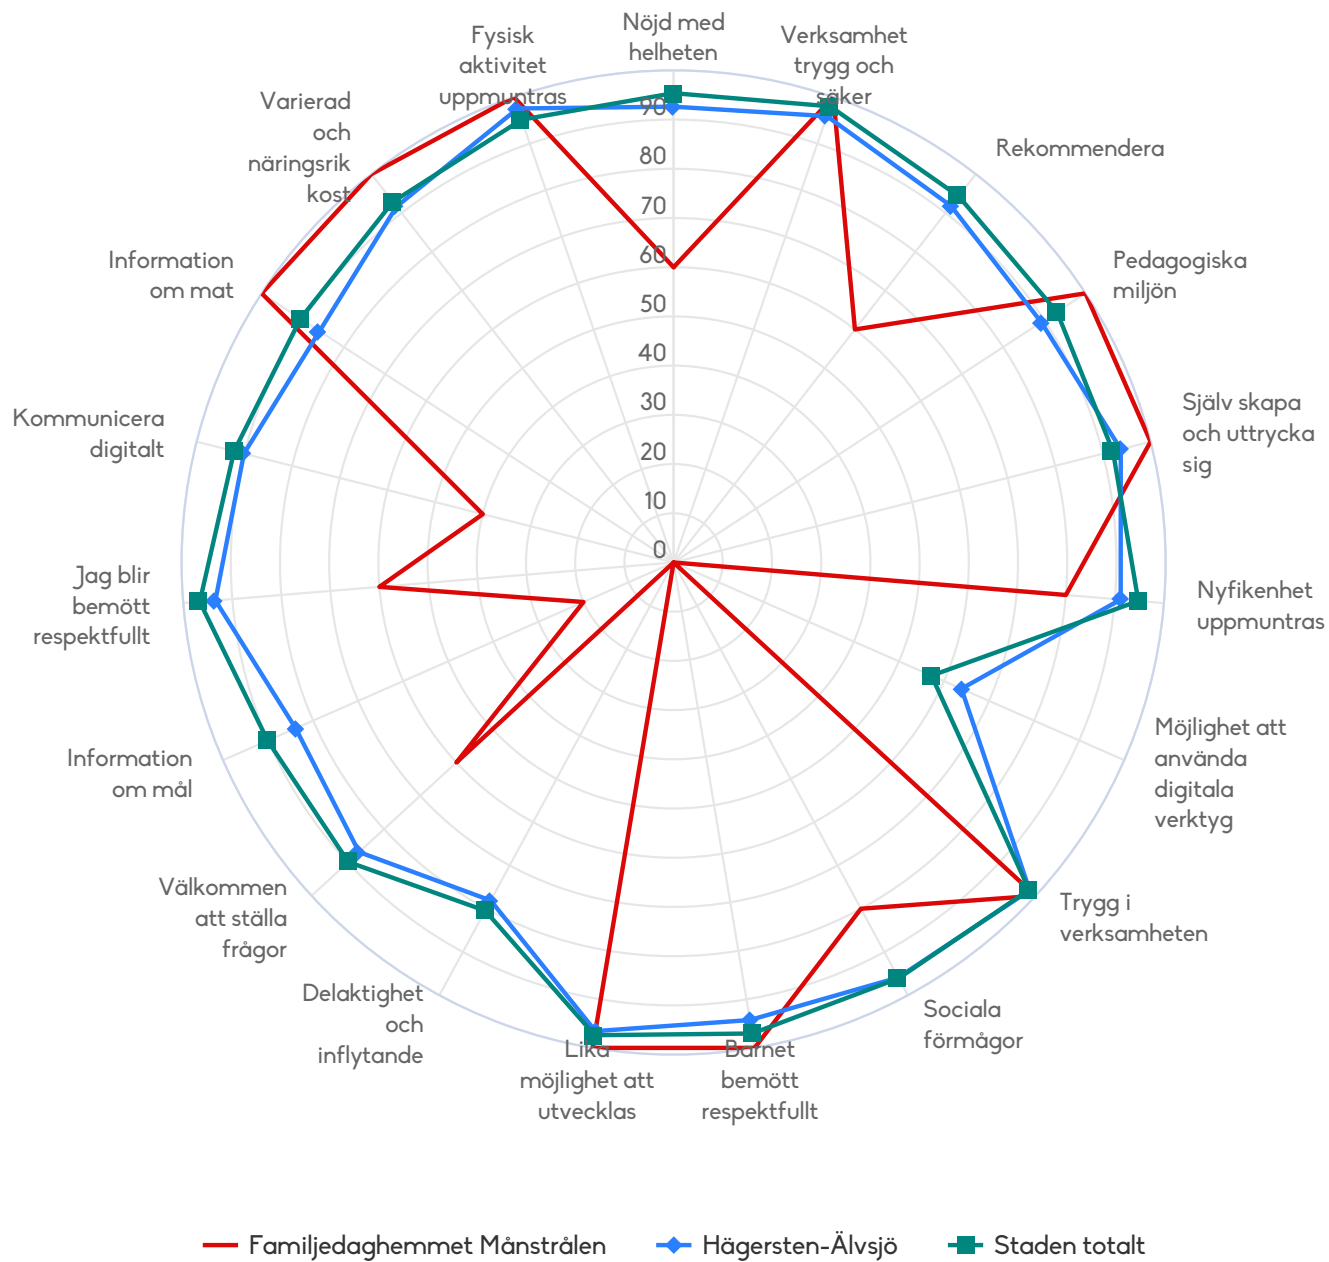 Nöjd med
helheten
Verksamhet
trygg och
säker
Rekommendera
Pedagogiska
miljön
Själv skapa
och uttrycka
sig
Nyfikenhet
uppmuntras
Möjlighet att
använda
digitala
verktyg
Trygg i
verksamheten
Sociala
förmågor
Barnet
bemött
respektfullt
Lika
möjlighet att
utvecklas
Delaktighet
och
inflytande
Välkommen
att ställa
frågor
Information
om mål
Jag blir
bemött
respektfullt
Kommunicera
digitalt
Information
om mat
Varierad
och
näringsrik
kost
Fysisk
aktivitet
uppmuntras
90
80
70
60
50
40
30
20
10
0
Familjedaghemmet Månstrålen
Hägersten-Älvsjö
Staden totalt